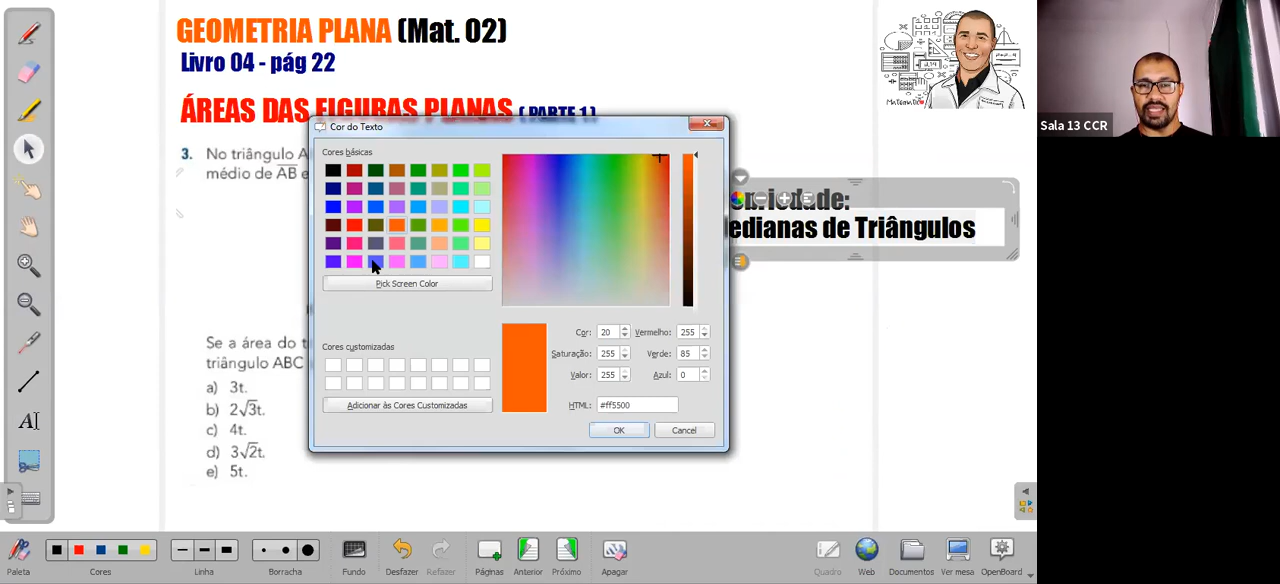 GEOMETRIA PLANA (Mat. 02)
Livro 04 - pág 22
ÁREAS DAS FIGURAS PLANAS ( PARTE 1 )
3. No triângulo
médio de AB e
Se a área do
triângulo ABC
a) 3t.
b) 2√3t.
c) 4t.
d) 3√2t.
e) 5t.
Cor do Texto
Cores básicas
Pick Screen Color
Cores customizadas
Adicionar às Cores Customizadas
Cor: 20 Vermelho: 255
Saturação: 255 Verde: 85
Valor: 255 Azul: 0
HTML: #ff5500
OK Cancel
edianas de Triângulos
Sala 13 CCR
Paleta
Cores
Linha
Borracha
Fundo
Desfazer
Refazer
Páginas
Anterior
Próximo
Apagar
Quadro
Web
Documentos
Ver mesa
OpenBoard